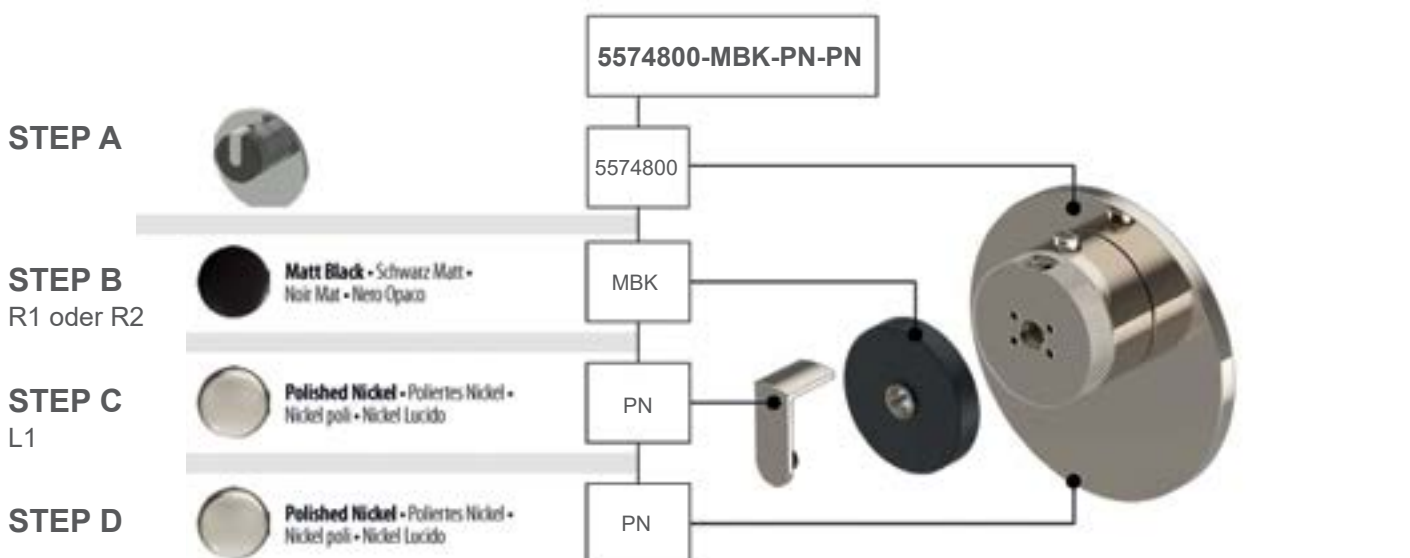 5574800-MBK-PN-PN
STEP A
5574800
STEP B
R1 oder R2
Matt Black • Schwarz Matt •
Noir Mat • Nero Opaco
MBK
STEP C
L1
Polished Nickel • Poliertes Nickel •
Nickel poli • Nickel Lucido
PN
STEP D
Polished Nickel • Poliertes Nickel •
Nickel poli • Nickel Lucido
PN